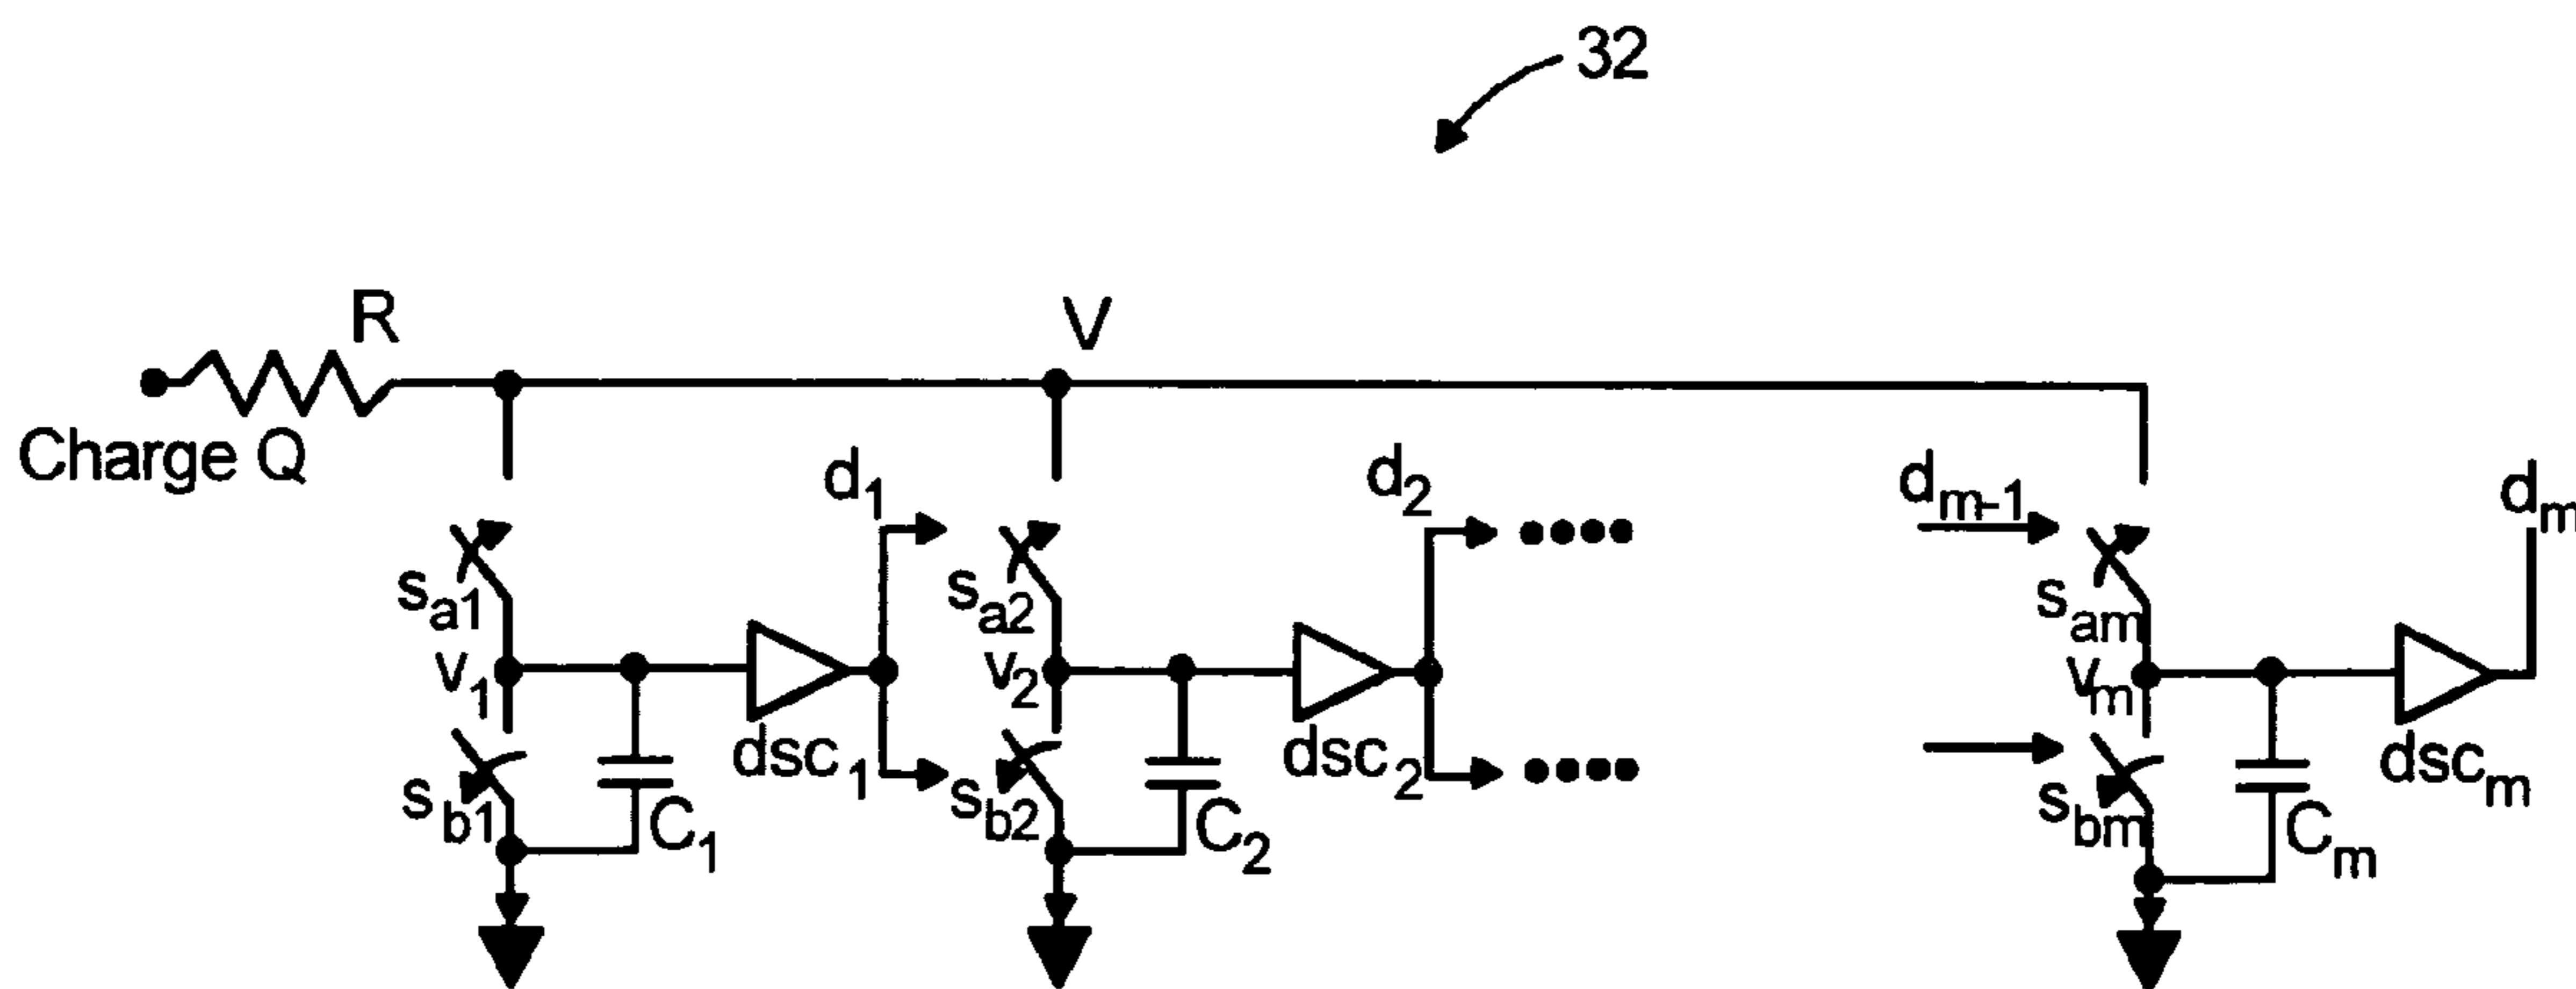 32
R
V
Charge Q
d1
d2
dm-1
dm
sa1
sa2
sam
v1
v2
vm
dsc1
dsc2
dscm
sb1
C1
sb2
C2
sbm
Cm